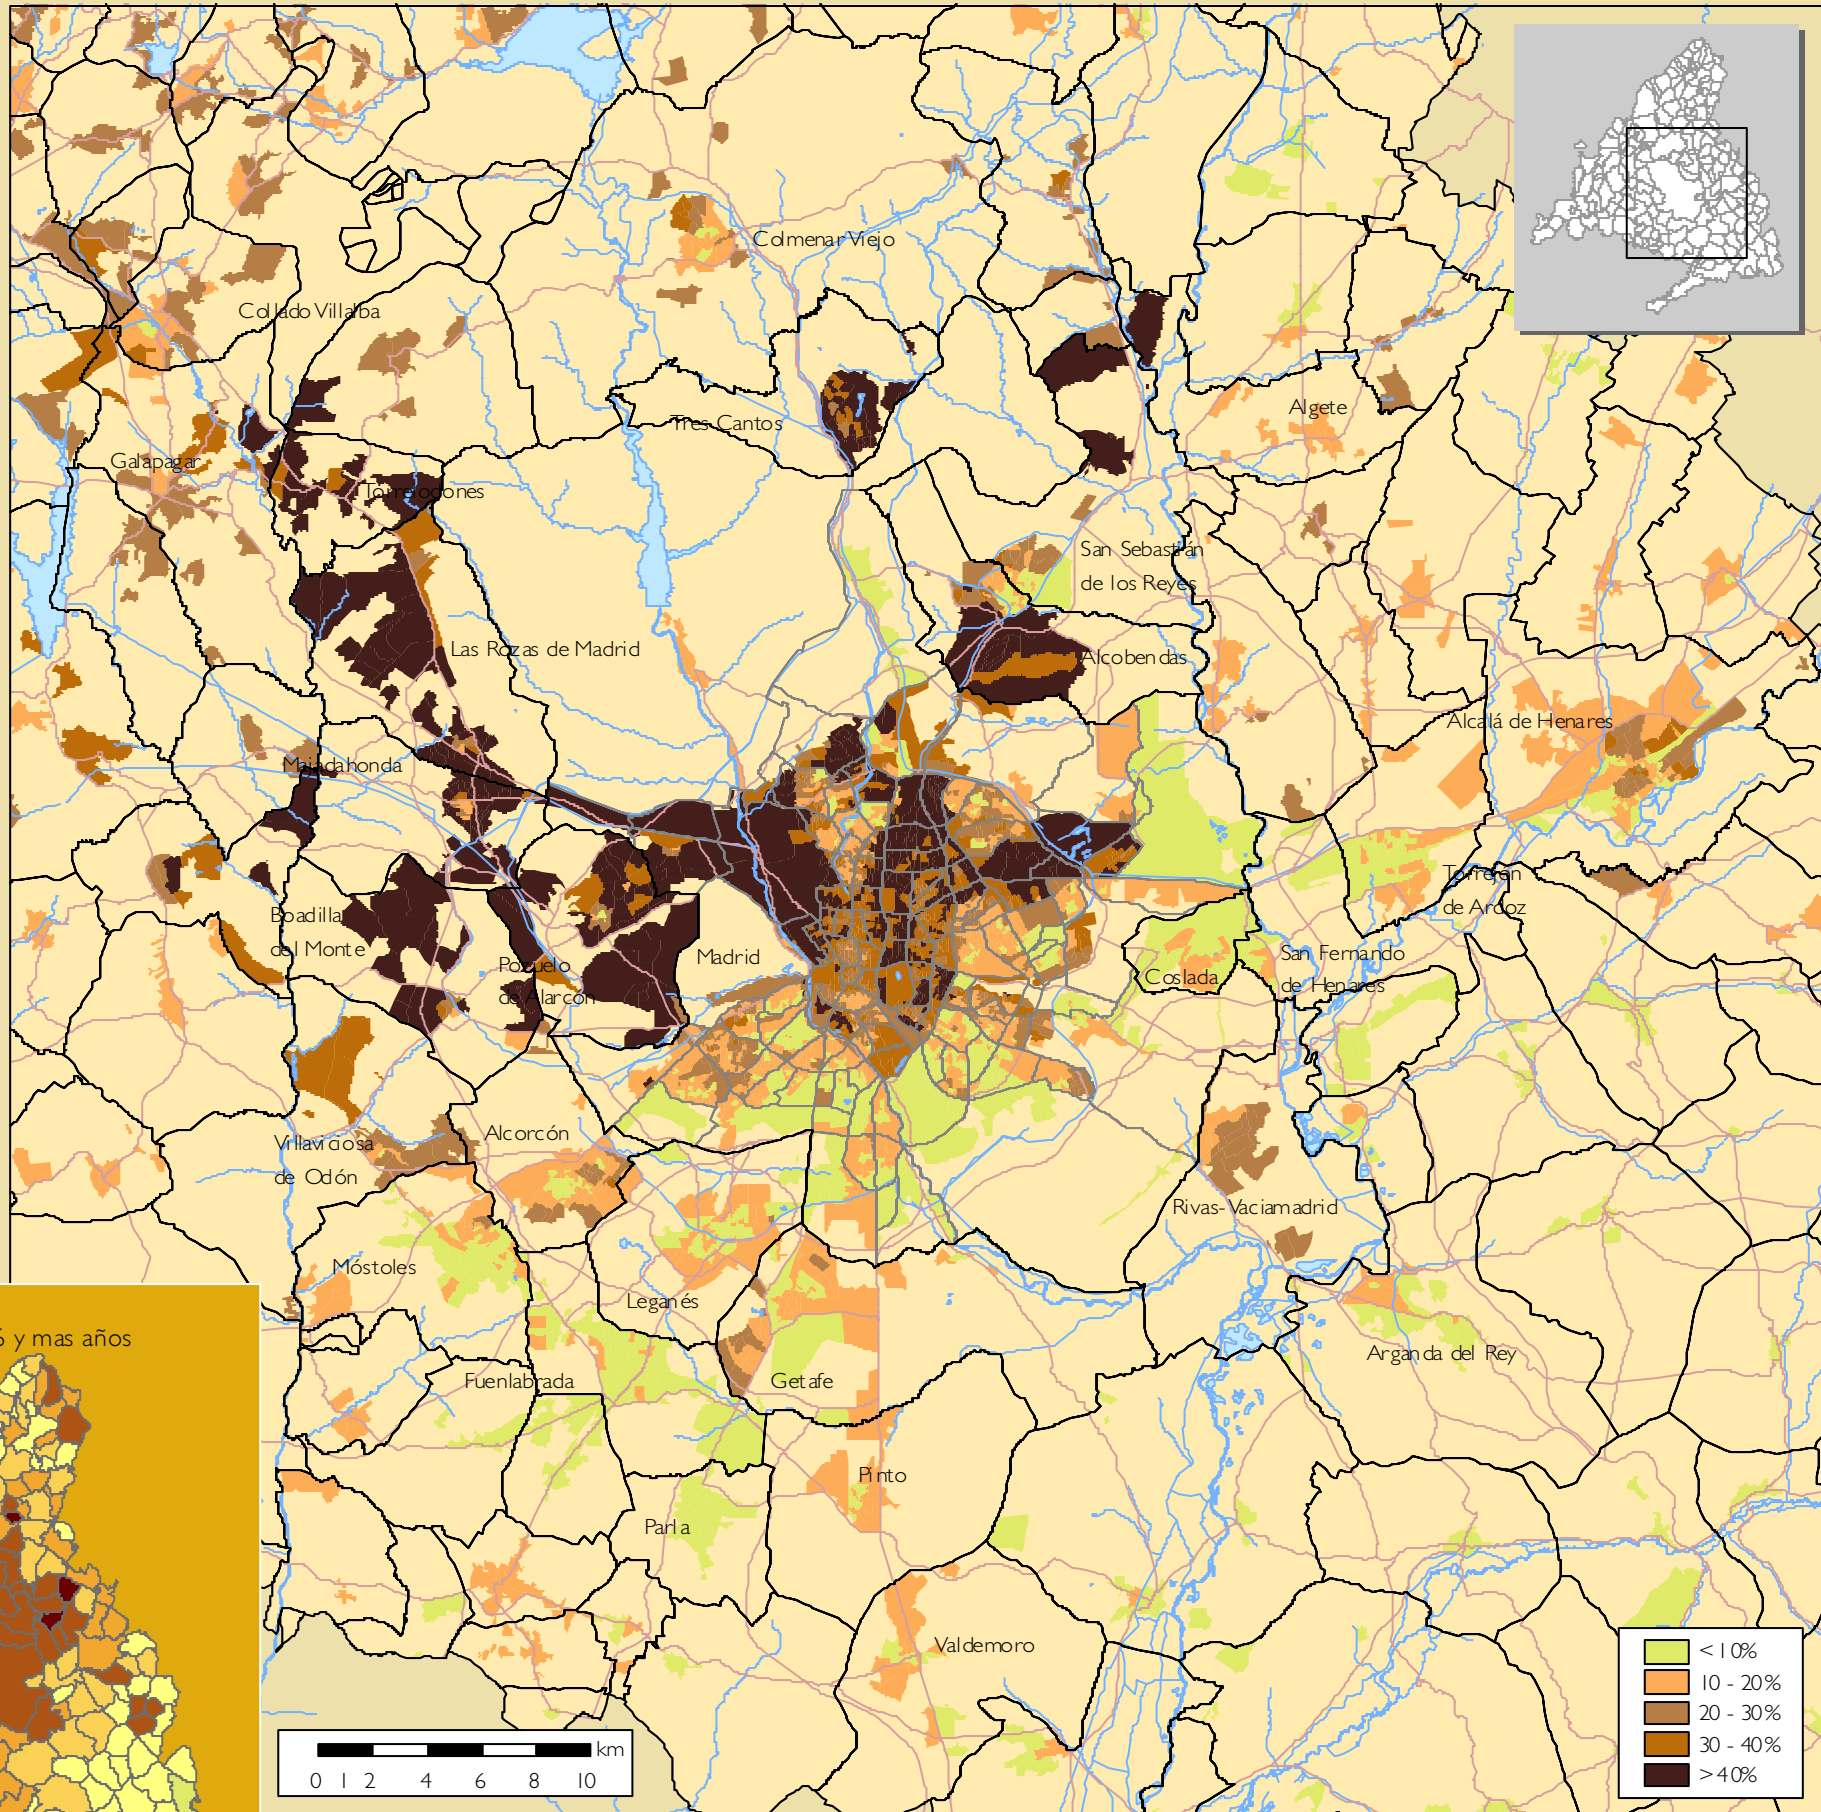 Colmenar Viejo
Collado Villalba
Tres Cantos
Algete
Galapagar
Torrelodones
San Sebastián
de los Reyes
Las Rozas de Madrid
Alcobendas
Alcalá de Henares
Majadahonda
Torrejón
de Ardoz
Boadilla
del Monte
Madrid
Pozuelo
de Alarcón
Coslada
San Fernando
de Henares
Villaviciosa
de Odón
Alcorcón
Rivas-Vaciamadrid
Móstoles
Leganés
y mas años
Arganda del Rey
Fuenlabrada
Getafe
Pinto
Parla
Valdemoro
<10%
10 - 20%
20 - 30%
30 - 40%
>40%
km
0 1 2 4 6 8 10